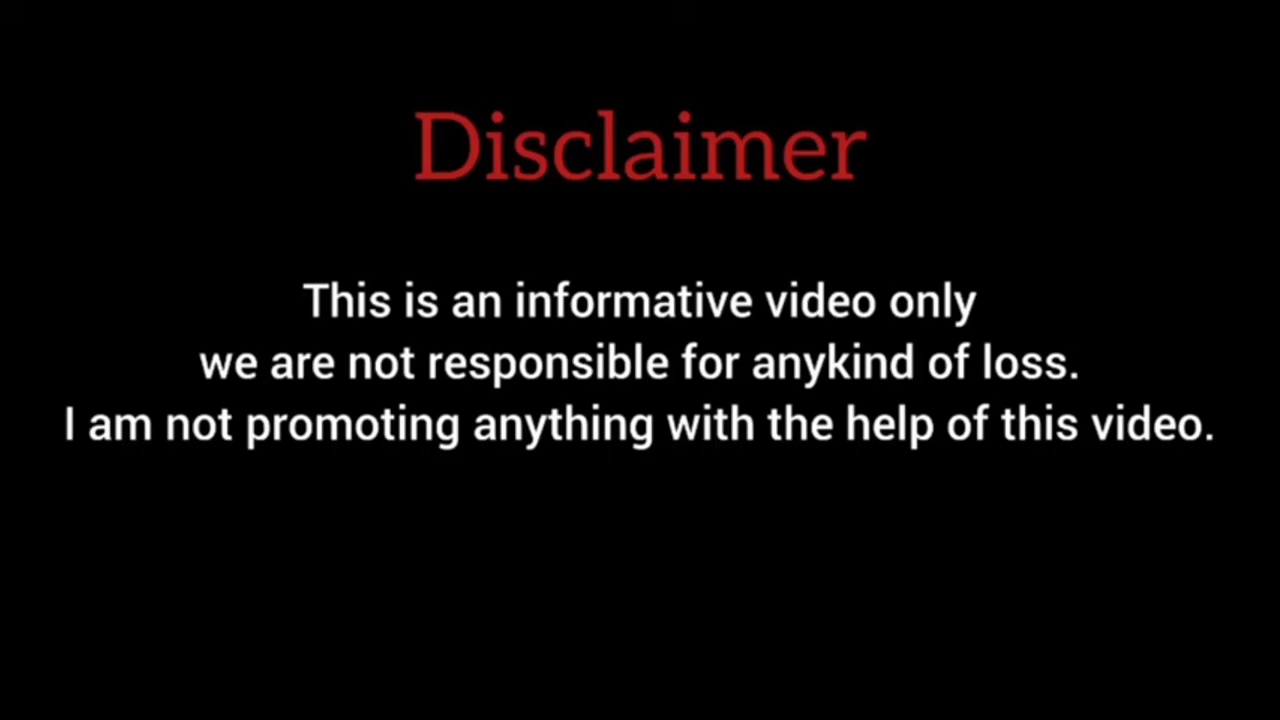 Disclaimer
This is an informative video only
we are not responsible for anykind of loss.
I am not promoting anything with the help of this video.